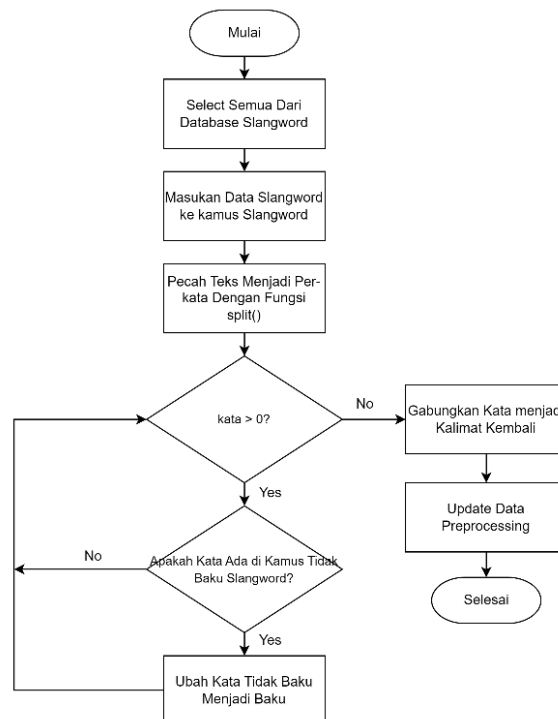 Mulai
Select Semua Dari
Database Slangword
Masukan Data Slangword
ke kamus Slangword
Pecah Teks Menjadi Per-
kata Dengan Fungsi
split()
kata > 0?
No
Gabungkan Kata menjad
Kalimat Kembali
Yes
Update Data
Preprocessing
No
Apakah Kata Ada di Kamus Tidak
Baku Slangword?
Selesai
Yes
Ubah Kata Tidak Baku
Menjadi Baku